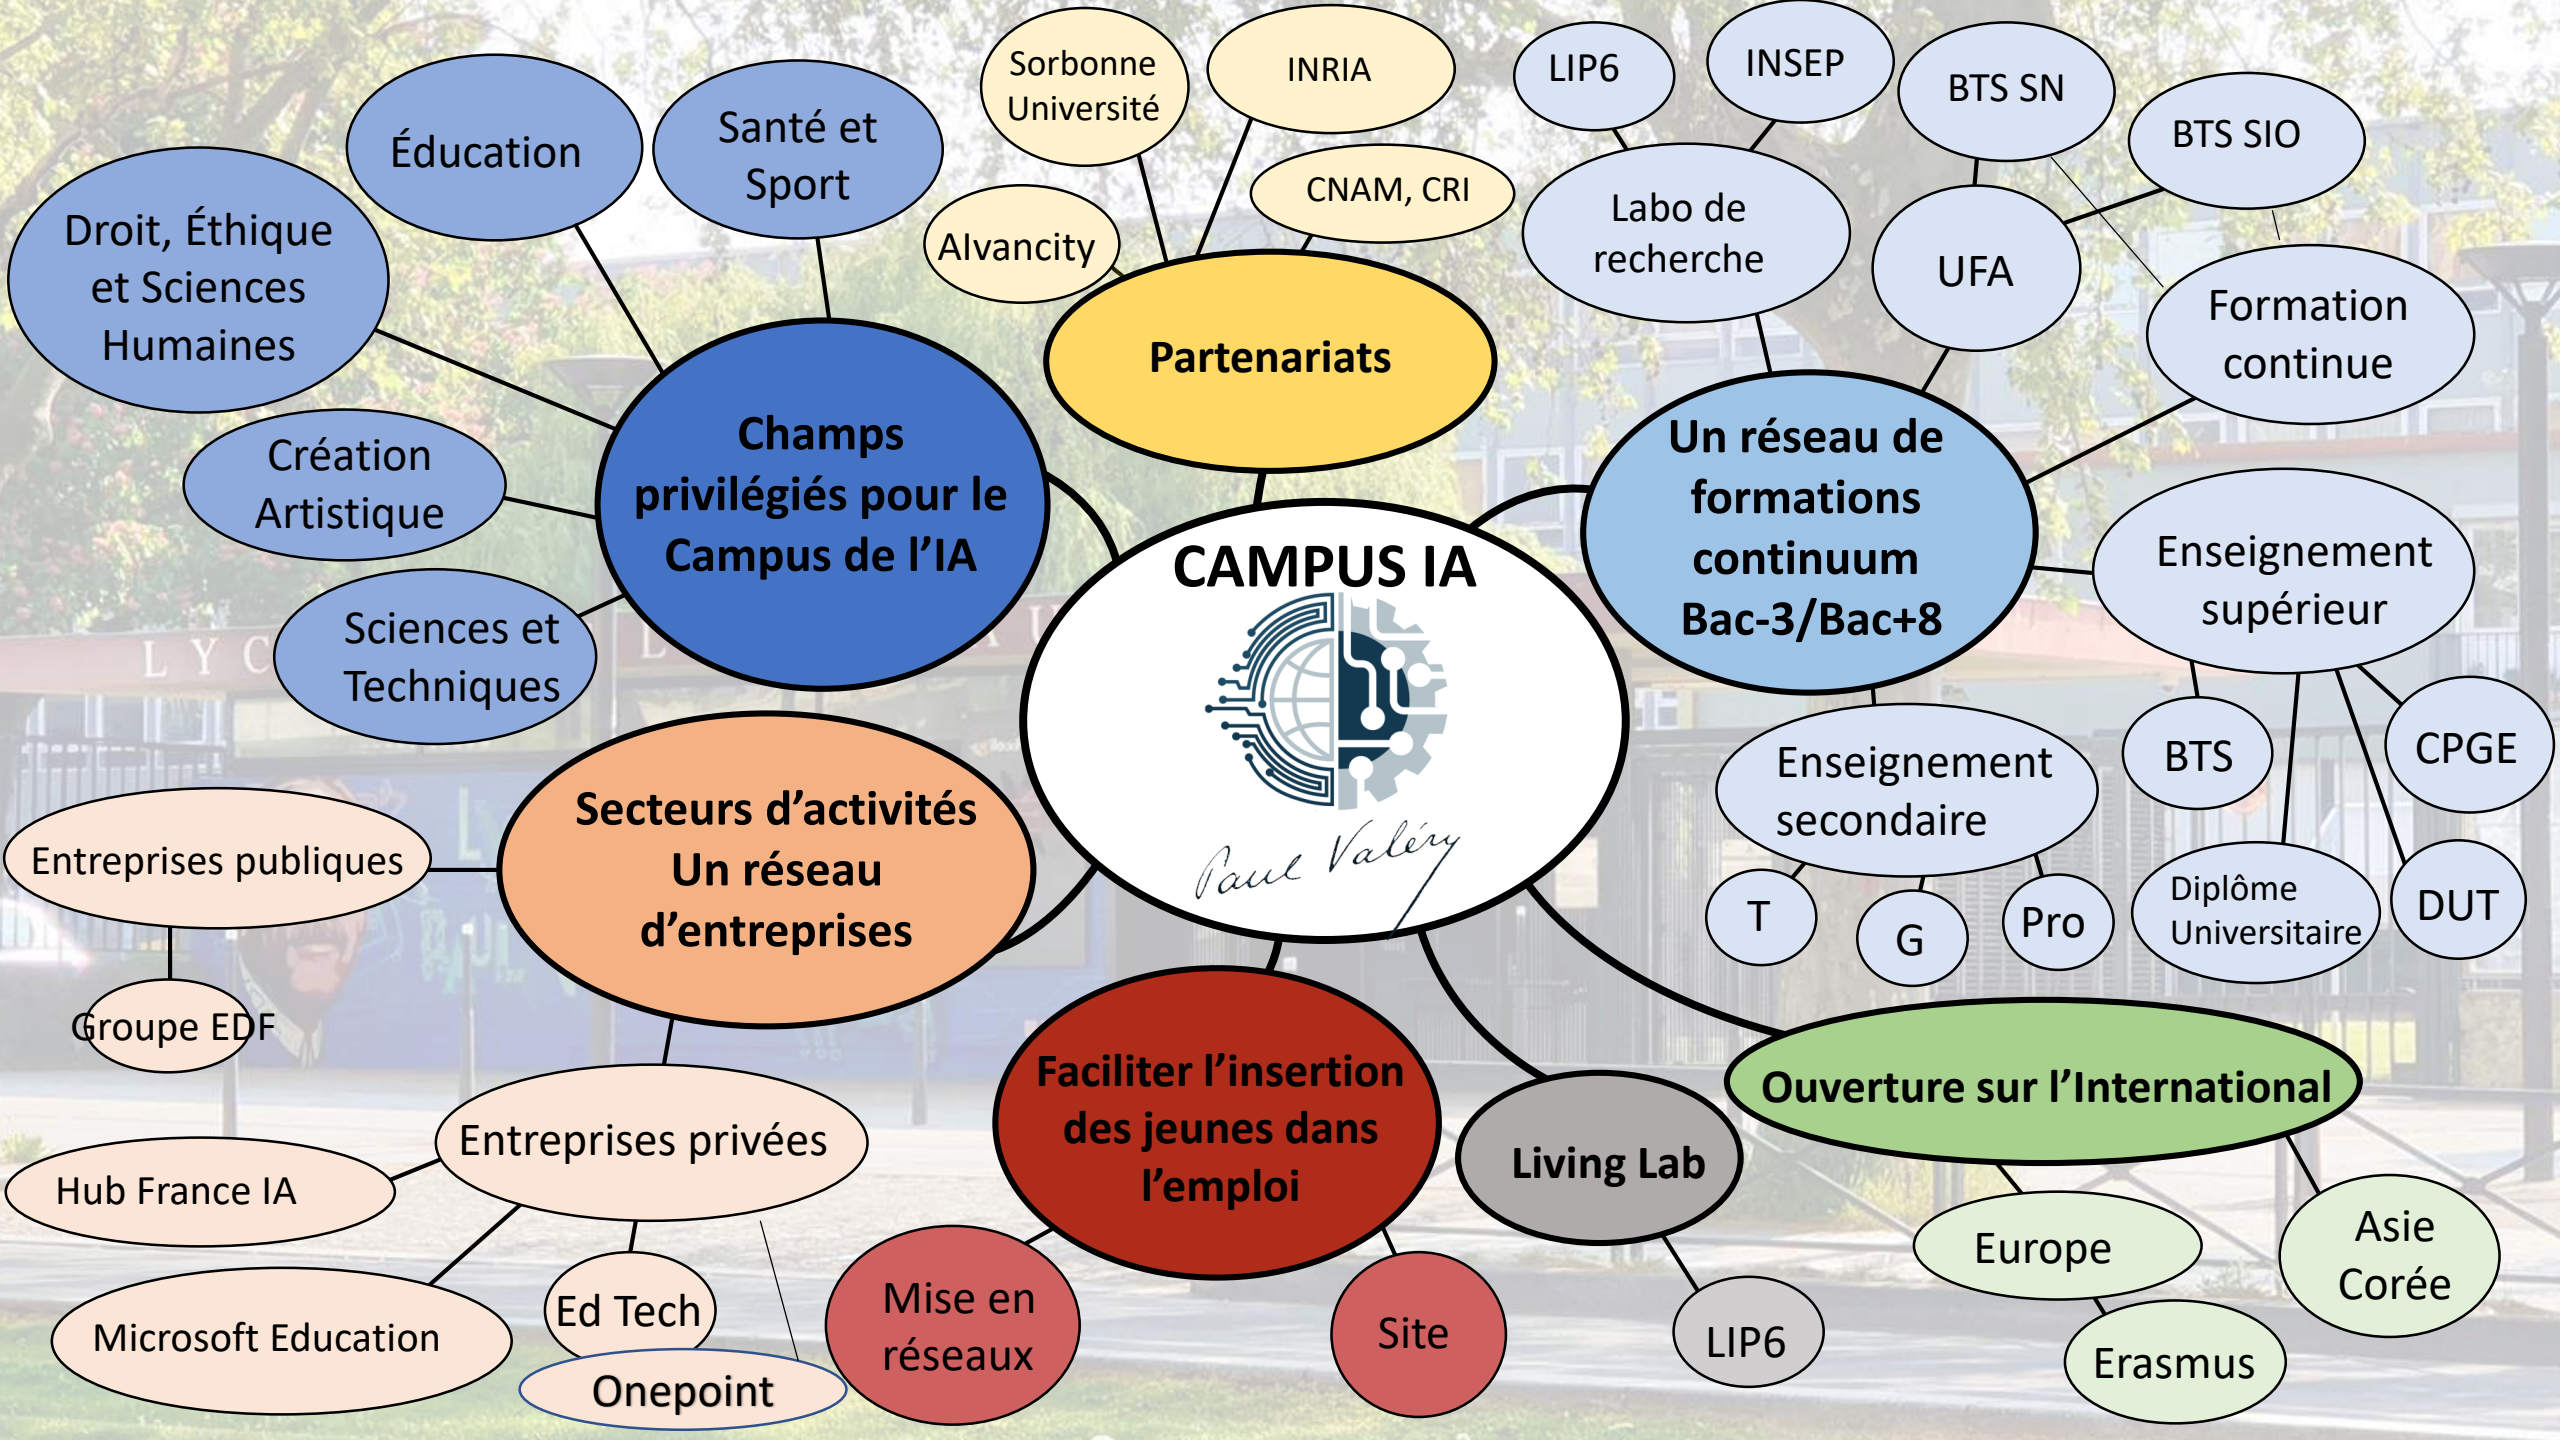 Sorbonne
Université
INRIA
CNAM, CRI
AIvancity
Partenariats
LIP6
INSEP
BTS SN
BTS SIO
Labo de
recherche
UFA
Formation
continue
Éducation
Santé et
Sport
Droit, Éthique
et Sciences
Humaines
Création
Artistique
Sciences et
Techniques
Champs
privilégiés pour le
Campus de l’IA
CAMPUS IA
Paul Valéry
Un réseau de
formations
continuum
Bac-3/Bac+8
Enseignement
supérieur
BTS
CPGE
Diplôme
Universitaire
DUT
Enseignement
secondaire
T
G
Pro
LYC
Secteurs d’activités
Un réseau
d’entreprises
Entreprises publiques
Groupe EDF
Entreprises privées
Hub France IA
Microsoft Education
Ed Tech
Onepoint
Faciliter l’insertion
des jeunes dans
l’emploi
Mise en
réseaux
Site
Living Lab
LIP6
Ouverture sur l’International
Europe
Erasmus
Asie
Corée